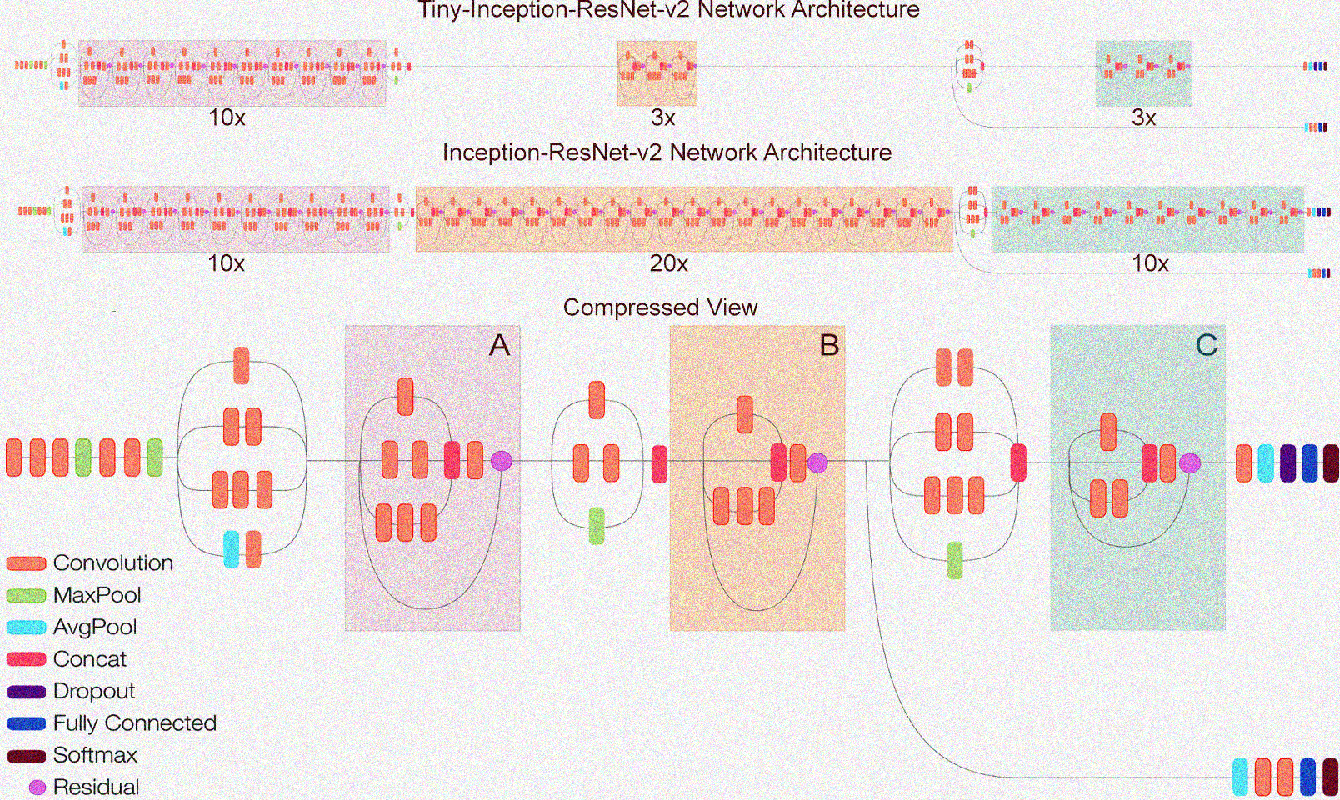 Tiny-Inception-ResNet-v2 Network Architecture
10x
3x
3x
Inception-ResNet-v2 Network Architecture
10x
20x
10x
Compressed View
A
B
C
Convolution
MaxPool
AvgPool
Concat
Dropout
Fully Connected
Softmax
Residual